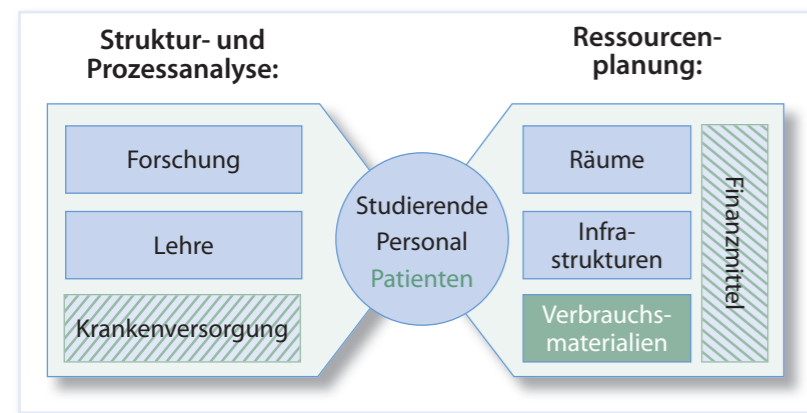 Struktur- und
Prozessanalyse:
Forschung
Lehre
Krankenversorgung
Studierende
Personal
Patienten
Ressourcen-
planung:
Räume
Infra-
strukturen
Verbrauchs-
materialien
Finanzmittel